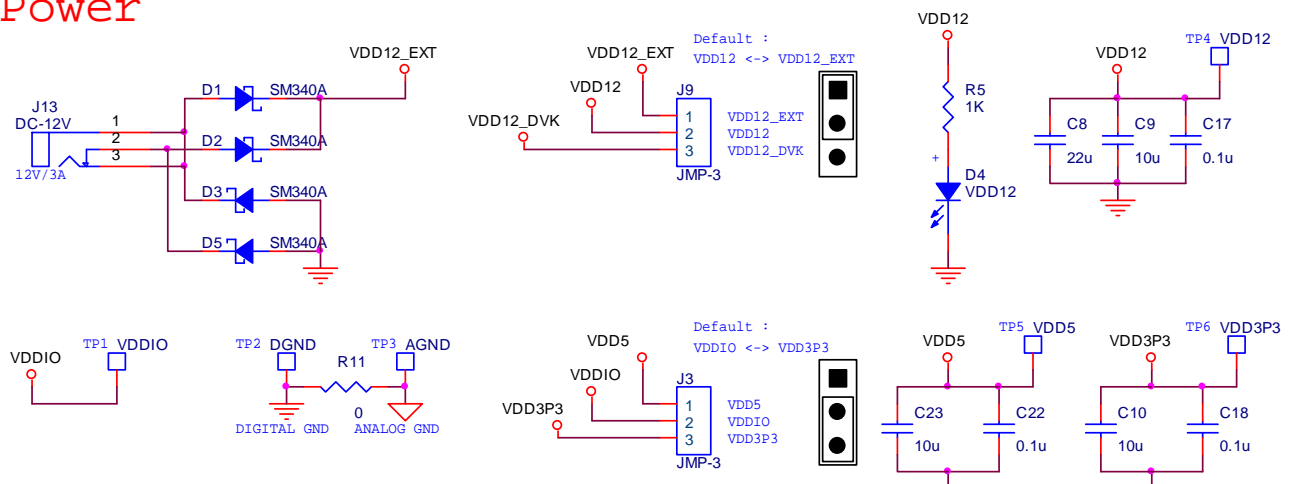 Power
J13
DC-12V
1
2
3
12V/3A
D1 SM340A
D2 SM340A
D3 SM340A
D5 SM340A
VDD12_EXT
VDD12_EXT
VDD12
VDD12_DVK
J9
1 VDD12_EXT
2 VDD12
3 VDD12_DVK
JMP-3
Default :
VDD12 <-> VDD12_EXT
VDD12
R5
1K
+
D4
VDD12
VDD12
TP4 VDD12
C8
22u
C9
10u
C17
0.1u
VDDIO
TP1 VDDIO
TP2 DGND
TP3 AGND
R11
0
DIGITAL GND
ANALOG GND
VDD5
VDDIO
VDD3P3
J3
1 VDD5
2 VDDIO
3 VDD3P3
JMP-3
Default :
VDDIO <-> VDD3P3
VDD5
TP5 VDD5
C23
10u
C22
0.1u
VDD3P3
TP6 VDD3P3
C10
10u
C18
0.1u